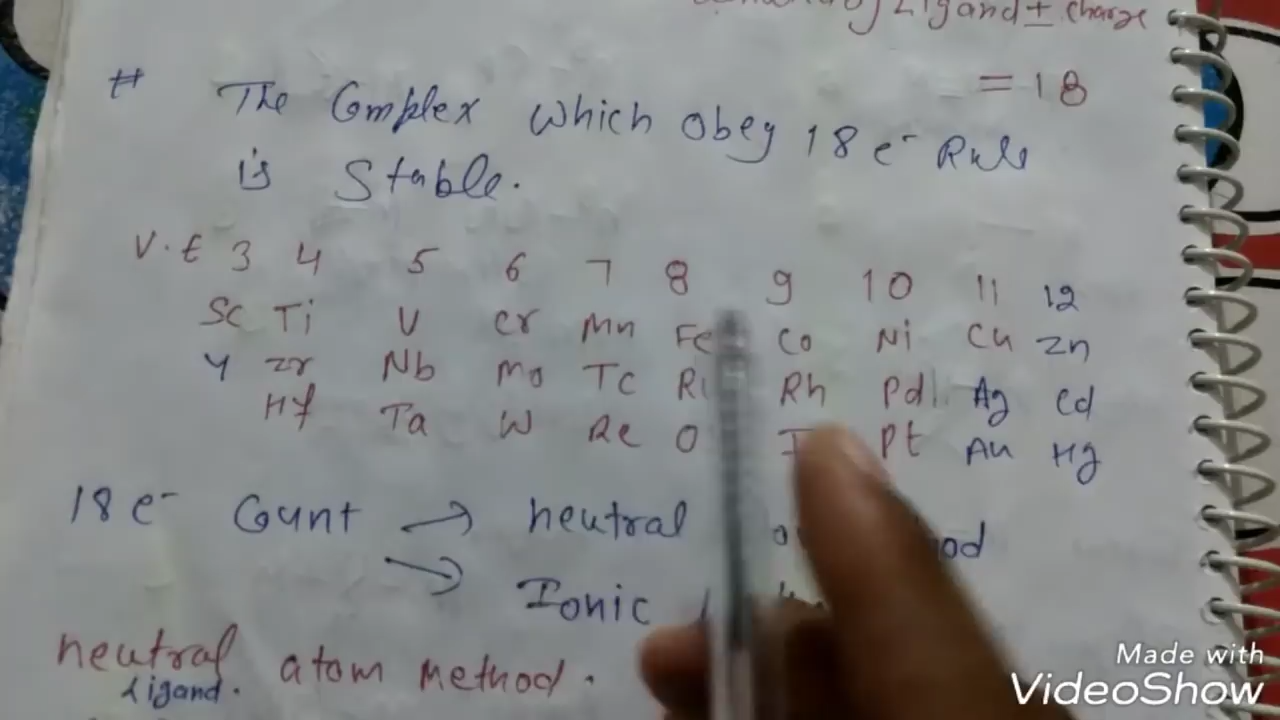 Ligand ± charge
= 18
# The Complex which obey 18 e⁻ Rule
is Stable.
V.E 3 4 5 6 7 8 9 10 11 12
Sc Ti V Cr Mn Fe Co Ni Cu Zn
Y Zr Nb Mo Tc Rh Pd Ag Cd
Hf Ta W Re Pt Au Hg
18 e⁻ Count → neutral
→ Ionic
neutral atom method.
Ligand.
Made with
VideoShow